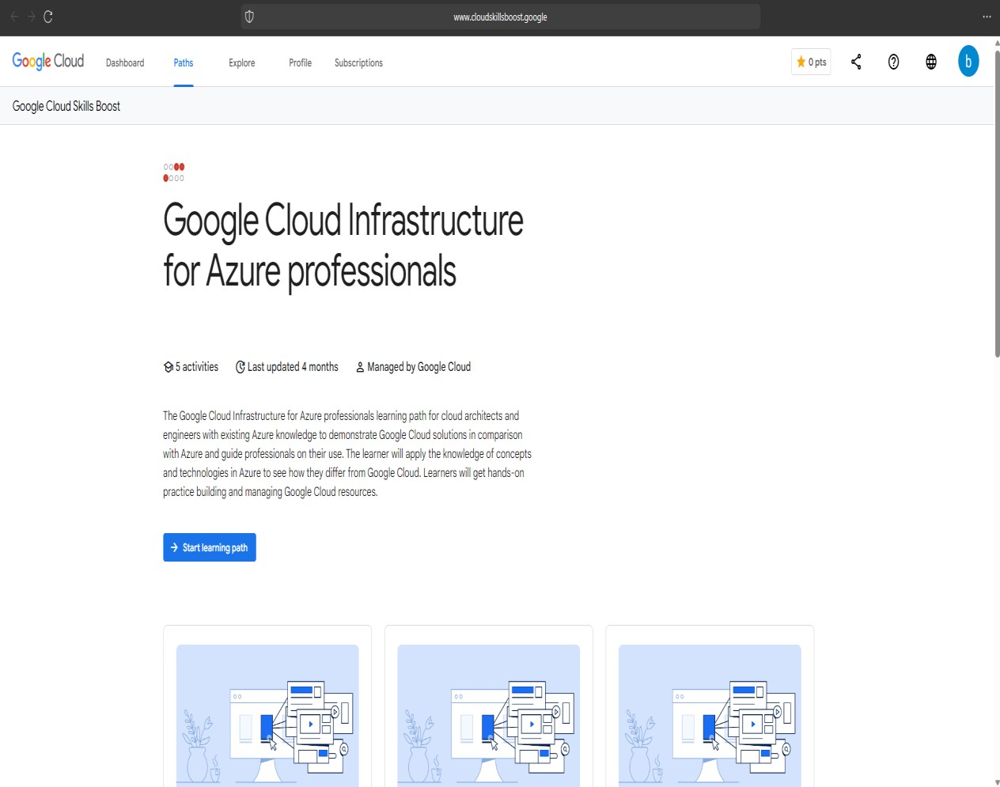 www.cloudskillsboost.google
Google Cloud Dashboard Paths Explore Profile Subscriptions 0 pts b
Google Cloud Skills Boost
Google Cloud Infrastructure
for Azure professionals
5 activities Last updated 4 months Managed by Google Cloud
The Google Cloud Infrastructure for Azure professionals learning path for cloud architects and
engineers with existing Azure knowledge to demonstrate Google Cloud solutions in comparison
with Azure and guide professionals on their use. The learner will apply the knowledge of concepts
and technologies in Azure to see how they differ from Google Cloud. Learners will get hands-on
practice building and managing Google Cloud resources.
Start learning path